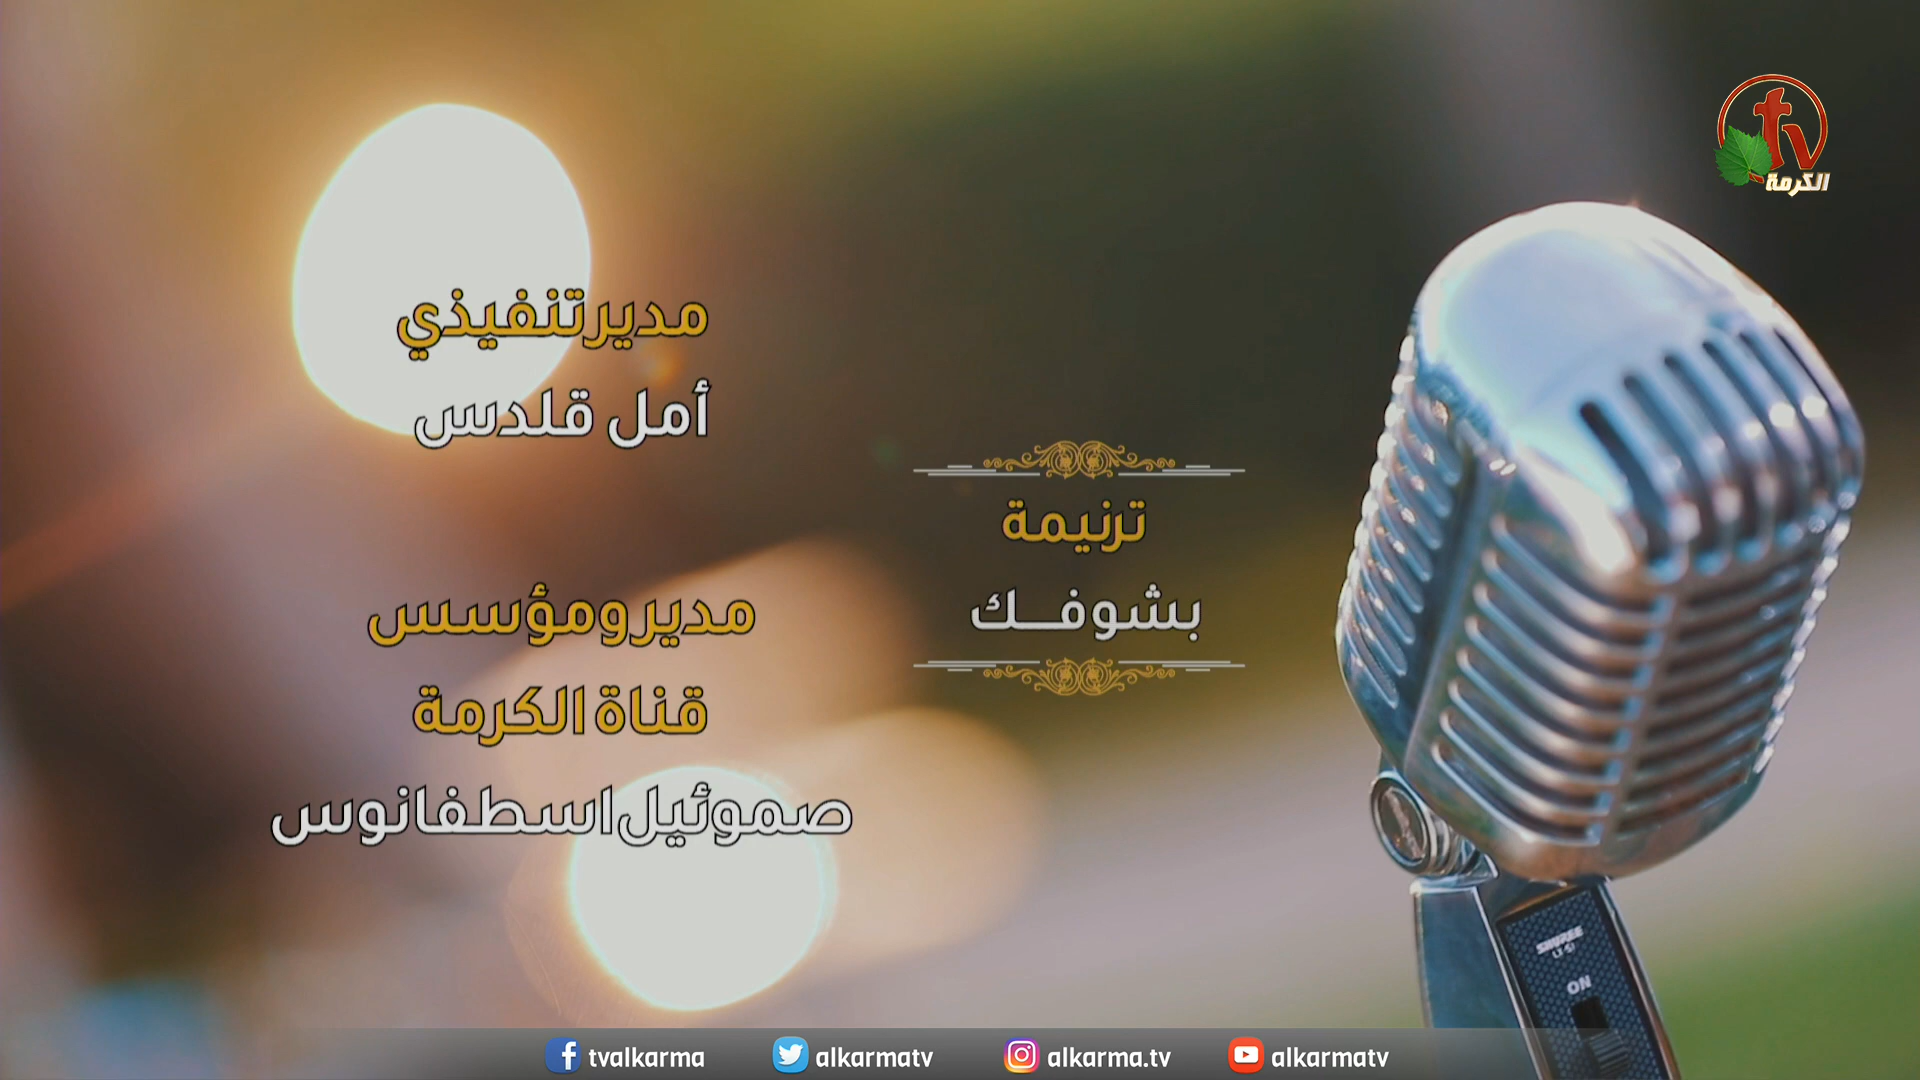 tv
الكرمة
مدير تنفيذي
أمل قلدس
ترنيمة
بشوفـــك
مدير ومؤسس
قناة الكرمة
صموئيل اسطفانوس
ON
tvalkarma
alkarmatv
alkarma.tv
alkarmatv